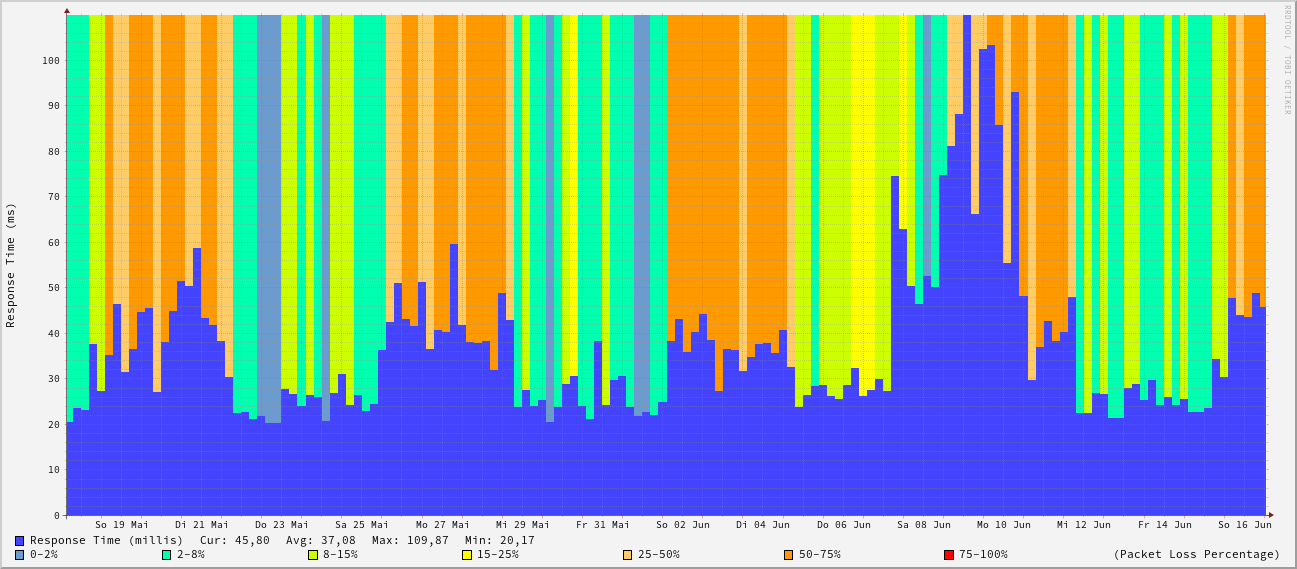 RRDTOOL / TOBI OETIKER
Response Time (ms)
100
90
80
70
60
50
40
30
20
10
0
So 19 Mai Di 21 Mai Do 23 Mai Sa 25 Mai Mo 27 Mai Mi 29 Mai Fr 31 Mai So 02 Jun Di 04 Jun Do 06 Jun Sa 08 Jun Mo 10 Jun Mi 12 Jun Fr 14 Jun So 16 Jun
Response Time (millis) Cur: 45,80 Avg: 37,08 Max: 109,87 Min: 20,17
0-2% 2-8% 8-15% 15-25% 25-50% 50-75% 75-100% (Packet Loss Percentage)